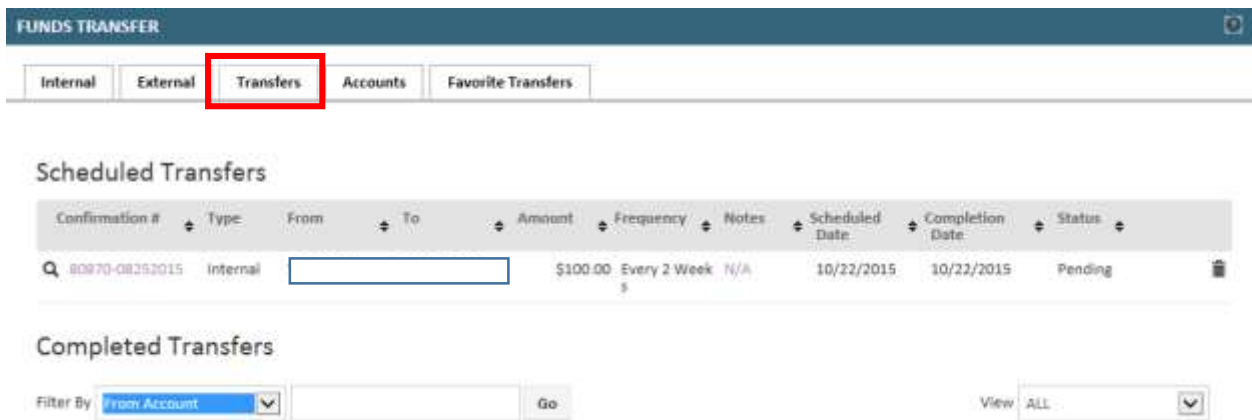 FUNDS TRANSFER
Internal External Transfers Accounts Favorite Transfers
Scheduled Transfers
Confirmation # Type From To Amount Frequency Notes Scheduled Date Completion Date Status
80870-08252015 Internal $100.00 Every 2 Weeks N/A 10/22/2015 10/22/2015 Pending
Completed Transfers
Filter By From Account Go View ALL